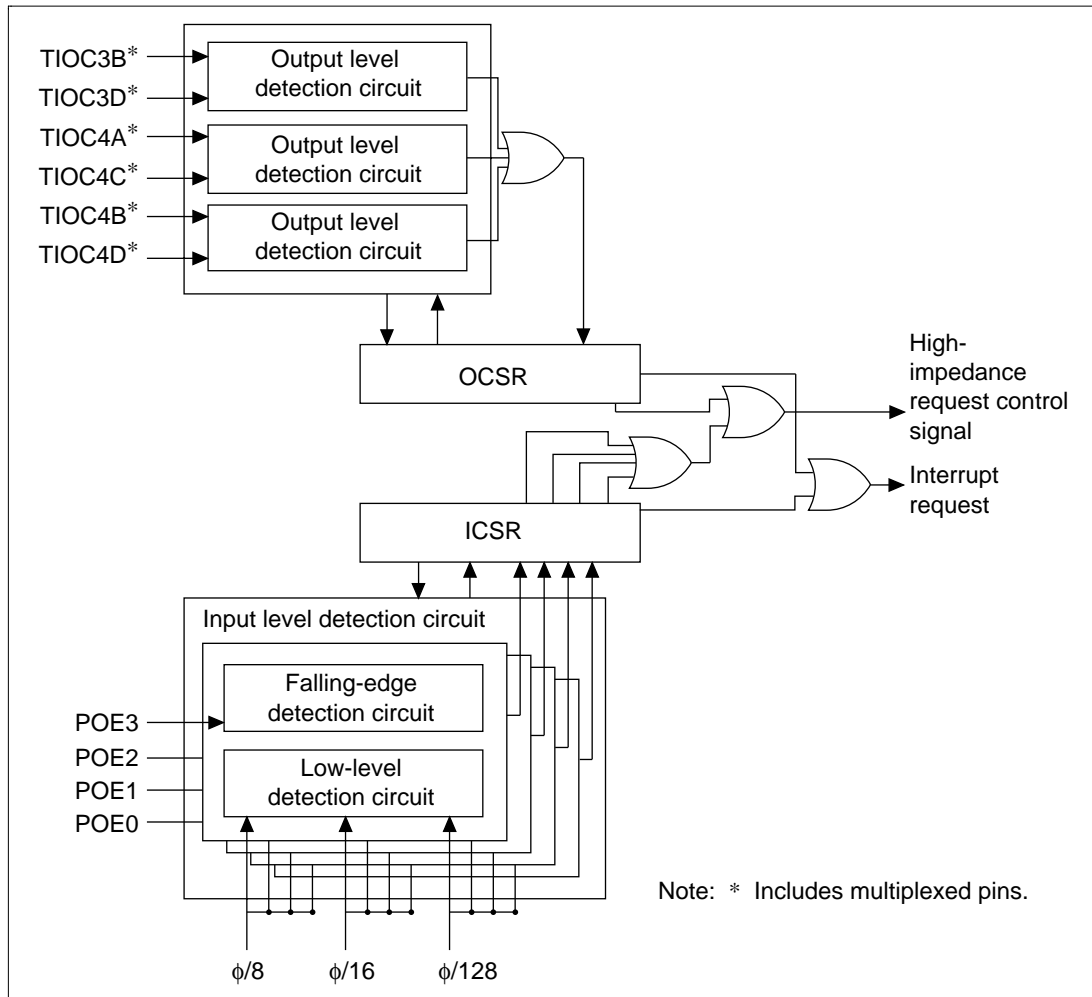 TIOC3B*
TIOC3D*
TIOC4A*
TIOC4C*
TIOC4B*
TIOC4D*
Output level
detection circuit
Output level
detection circuit
Output level
detection circuit
OCSR
High-
impedance
request control
signal
Interrupt
request
ICSR
Input level detection circuit
Falling-edge
detection circuit
Low-level
detection circuit
POE3
POE2
POE1
POE0
Note: * Includes multiplexed pins.
ϕ/8
ϕ/16
ϕ/128